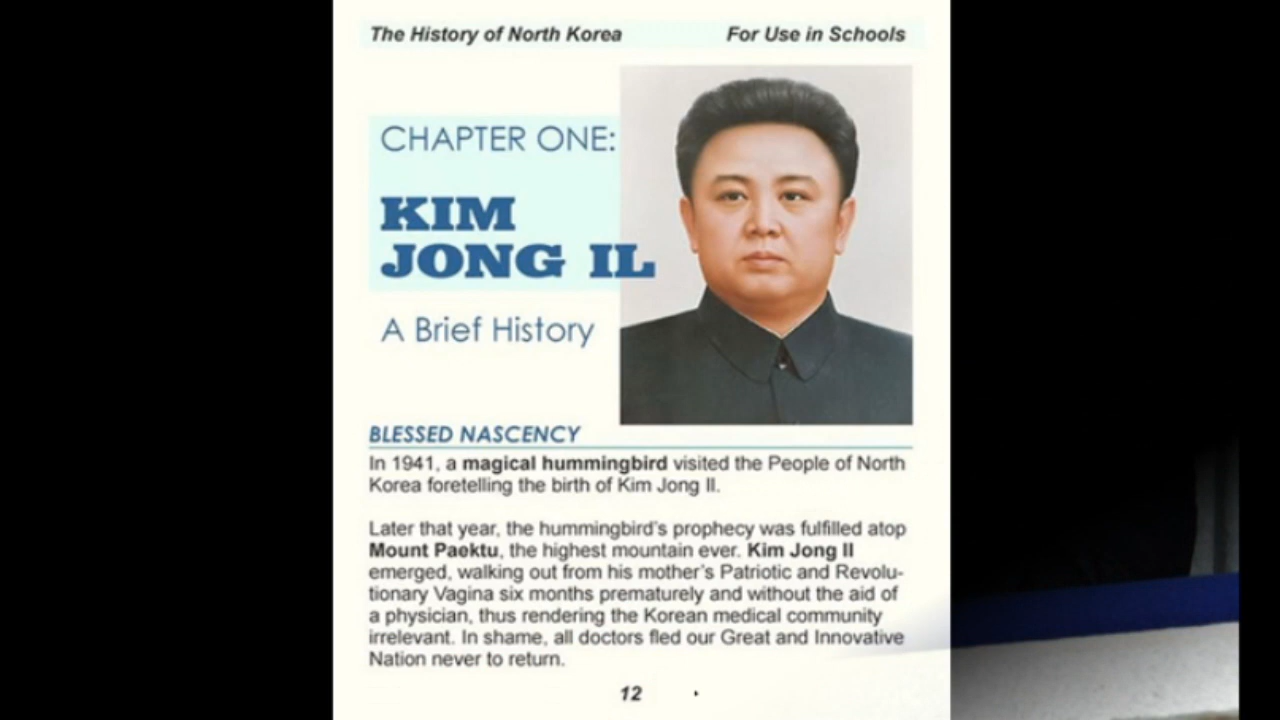 The History of North Korea For Use in Schools
CHAPTER ONE:
KIM
JONG IL
A Brief History
BLESSED NASCENCY
In 1941, a magical hummingbird visited the People of North
Korea foretelling the birth of Kim Jong Il.
Later that year, the hummingbird's prophecy was fulfilled atop
Mount Paektu, the highest mountain ever. Kim Jong Il
emerged, walking out from his mother's Patriotic and Revolu-
tionary Vagina six months prematurely and without the aid of
a physician, thus rendering the Korean medical community
irrelevant. In shame, all doctors fled our Great and Innovative
Nation never to return.
12